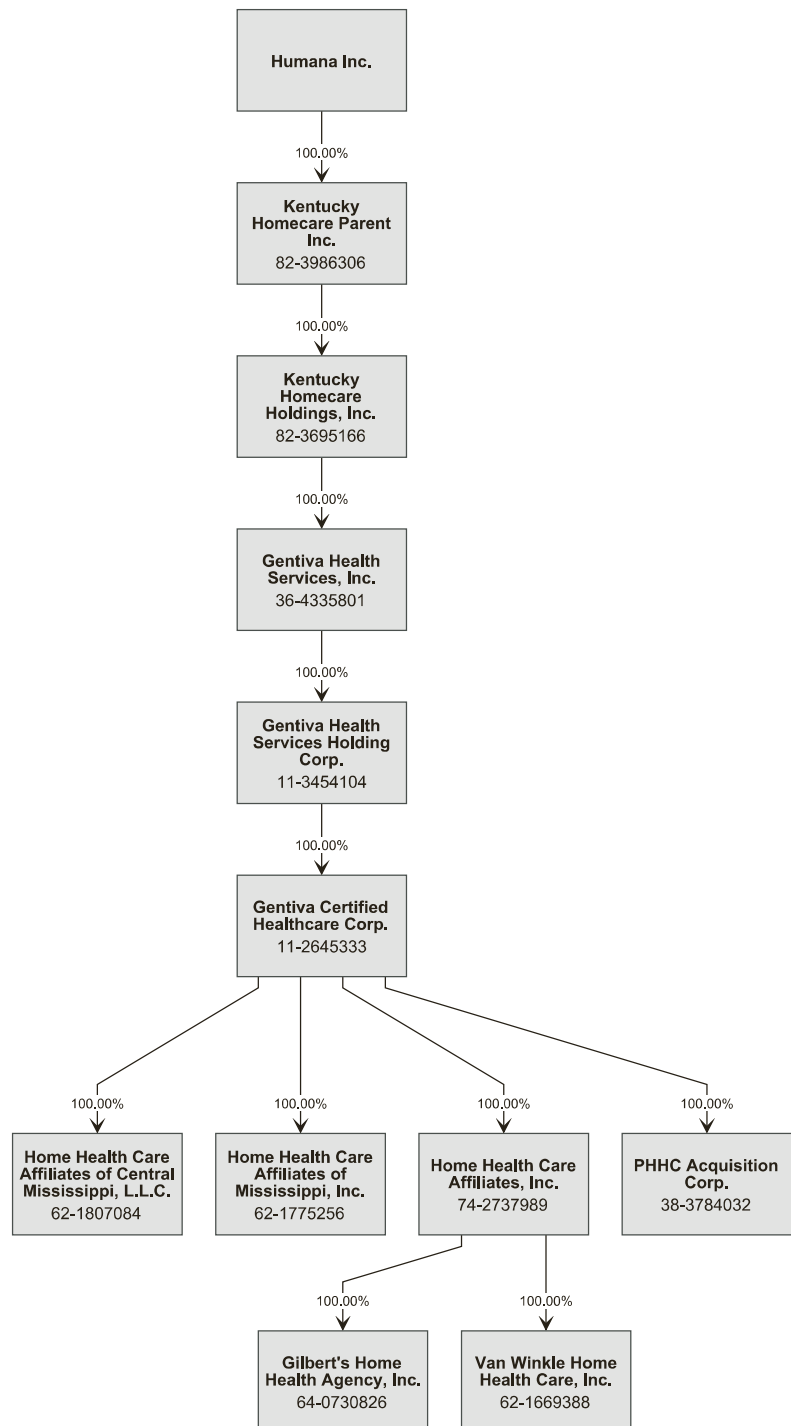 Humana Inc.
100.00%
Kentucky
Homecare Parent
Inc.
82-3986306
100.00%
Kentucky
Homecare
Holdings, Inc.
82-3695166
100.00%
Gentiva Health
Services, Inc.
36-4335801
100.00%
Gentiva Health
Services Holding
Corp.
11-3454104
100.00%
Gentiva Certified
Healthcare Corp.
11-2645333
100.00%
Home Health Care
Affiliates of Central
Mississippi, L.L.C.
62-1807084
100.00%
Home Health Care
Affiliates of
Mississippi, Inc.
62-1775256
100.00%
Home Health Care
Affiliates, Inc.
74-2737989
100.00%
PHHC Acquisition
Corp.
38-3784032
100.00%
Gilbert's Home
Health Agency, Inc.
64-0730826
100.00%
Van Winkle Home
Health Care, Inc.
62-1669388